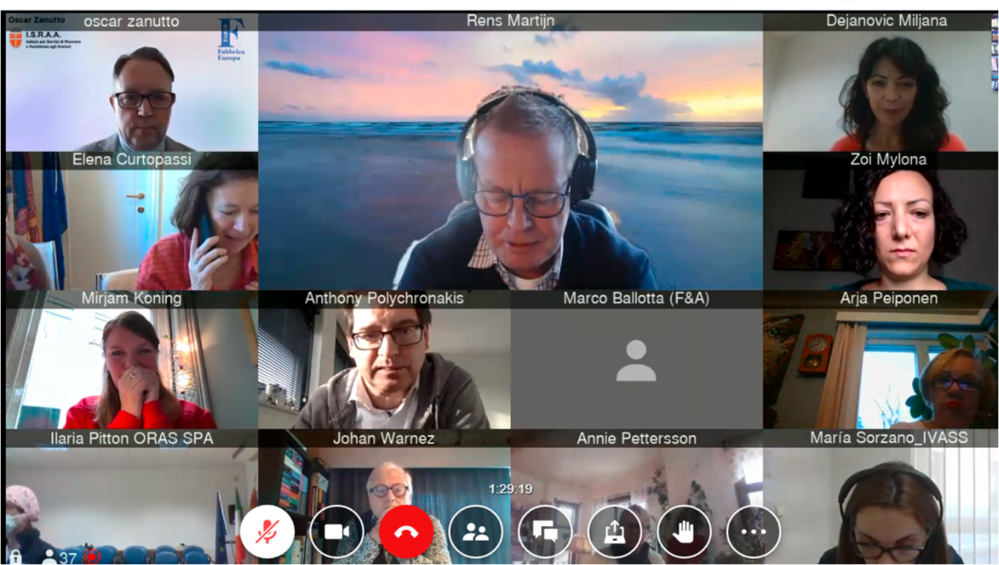 Oscar Zanutto
oscar zanutto
Rens Martijn
Dejanovic Miljana
I.S.R.A.A.
Istituto per Servizi di Ricovero
e Assistenza agli Anziani
FABER
F
Fabbrica
Europa
Elena Curtopassi
Zoi Mylona
Mirjam Koning
Anthony Polychronakis
Marco Ballotta (F&A)
Arja Peiponen
Ilaria Pitton ORAS SPA
Johan Warnez
Annie Pettersson
María Sorzano_IVASS
1:29:19
37